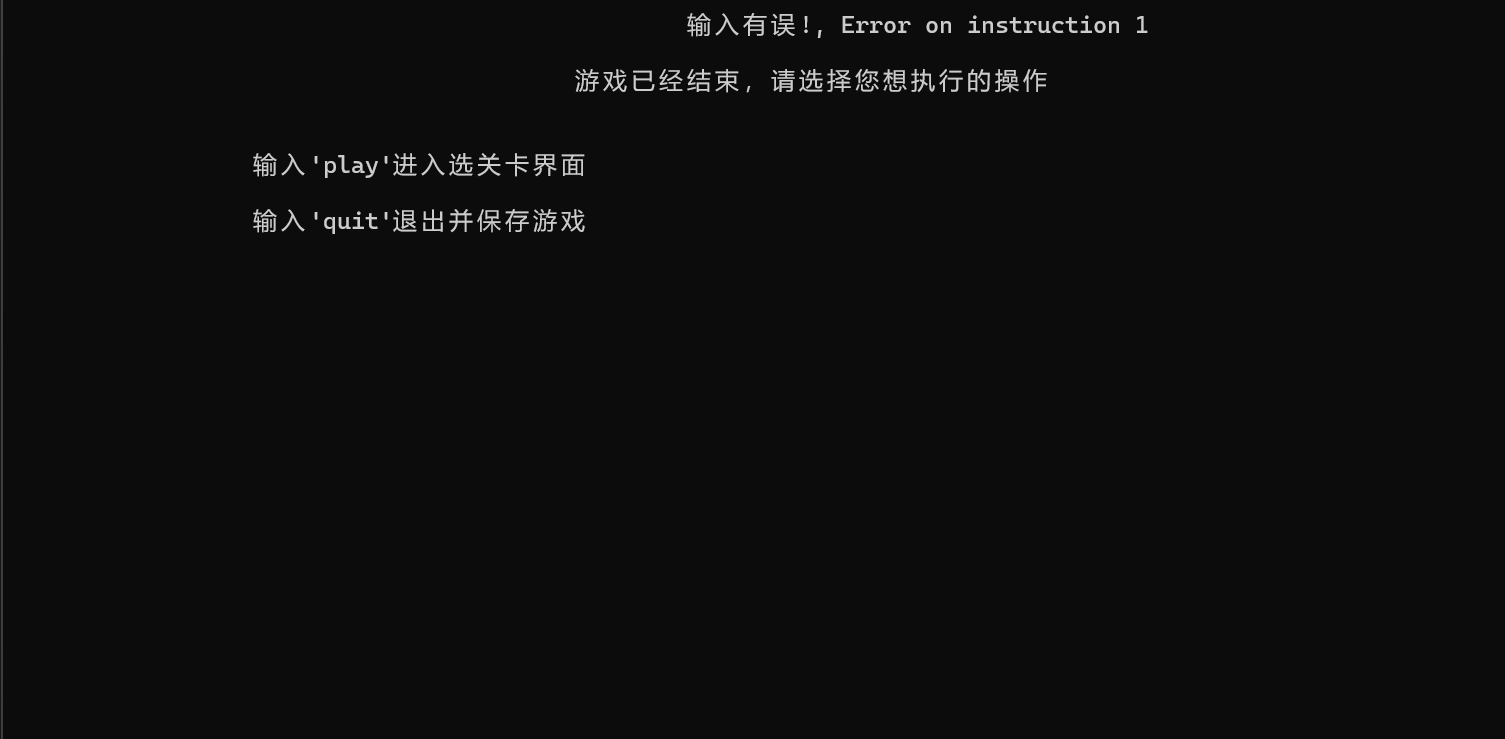 输入有误!, Error on instruction 1
游戏已经结束, 请选择您想执行的操作
输入'play'进入选关卡界面
输入'quit'退出并保存游戏